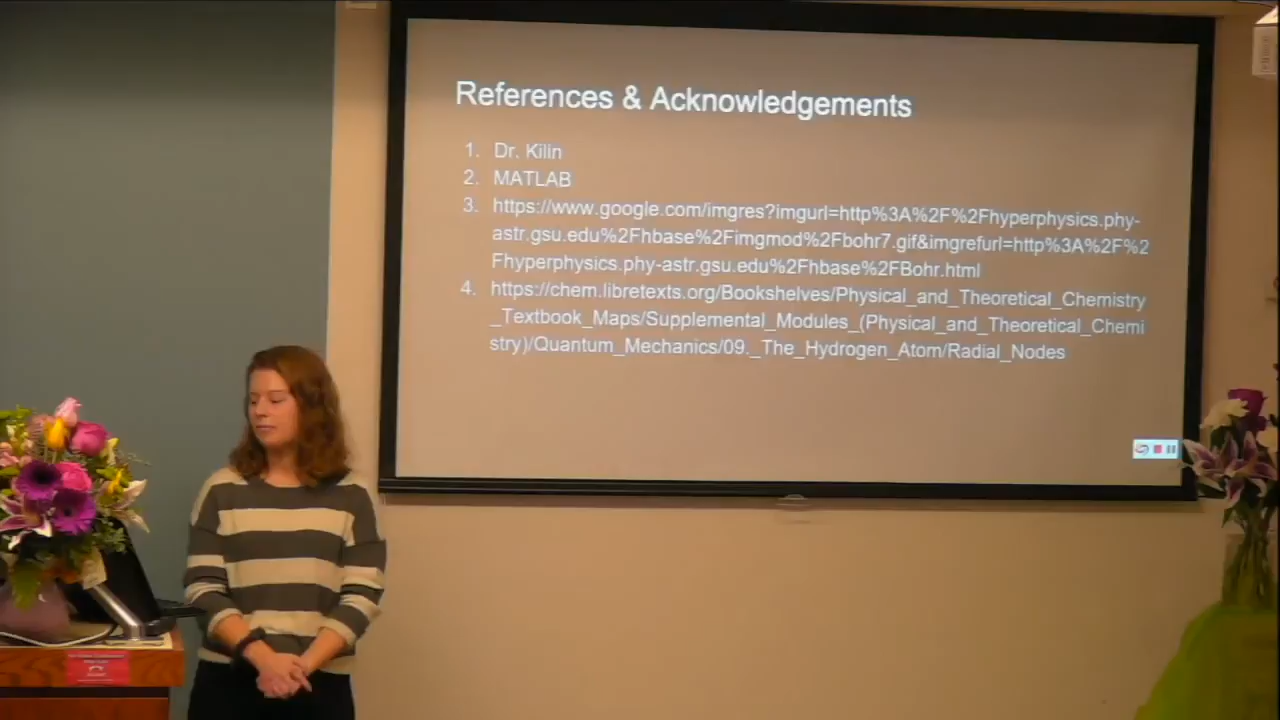 References & Acknowledgements
1. Dr. Kilin
2. MATLAB
3. https://www.google.com/imgres?imgurl=http%3A%2F%2Fhyperphysics.phy-
astr.gsu.edu%2Fhbase%2Fimgmod%2Fbohr7.gif&imgrefurl=http%3A%2F%2
Fhyperphysics.phy-astr.gsu.edu%2Fhbase%2FBohr.html
4. https://chem.libretexts.org/Bookshelves/Physical_and_Theoretical_Chemistry
_Textbook_Maps/Supplemental_Modules_(Physical_and_Theoretical_Chemi
stry)/Quantum_Mechanics/09._The_Hydrogen_Atom/Radial_Nodes